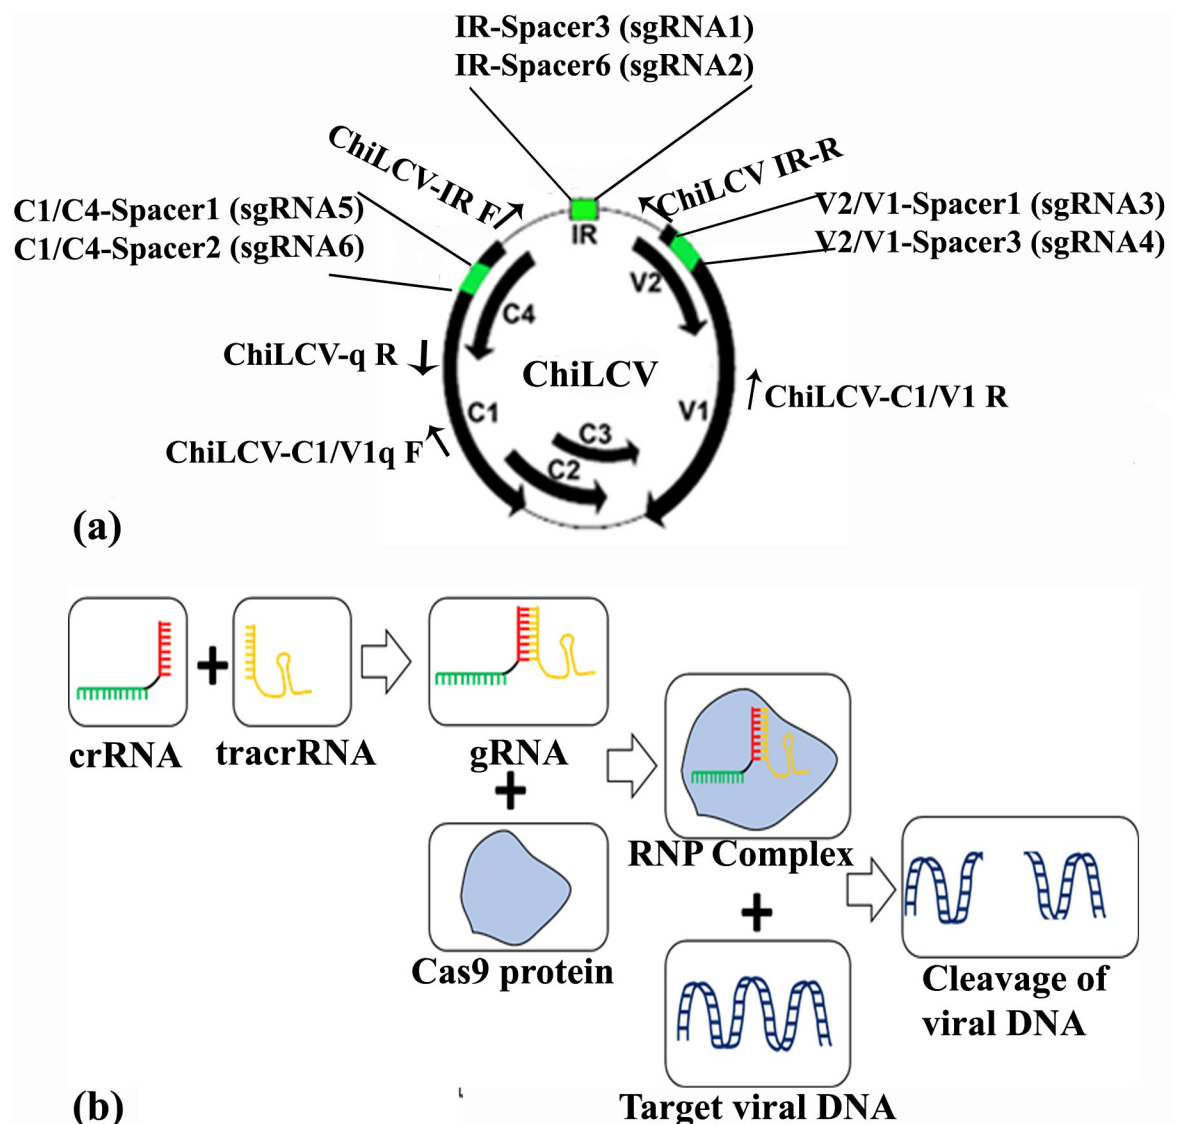 IR-Spacer3 (sgRNA1)
IR-Spacer6 (sgRNA2)
ChiLCV-IR F
ChiLCV IR-R
C1/C4-Spacer1 (sgRNA5)
C1/C4-Spacer2 (sgRNA6)
V2/V1-Spacer1 (sgRNA3)
V2/V1-Spacer3 (sgRNA4)
IR
V2
C4
ChiLCV-q R
ChiLCV
ChiLCV-C1/V1 R
C1
V1
C3
C2
ChiLCV-C1/V1q F
(a)
+
crRNA
tracrRNA
gRNA
+
RNP Complex
+
Cas9 protein
Cleavage of
viral DNA
Target viral DNA
(b)